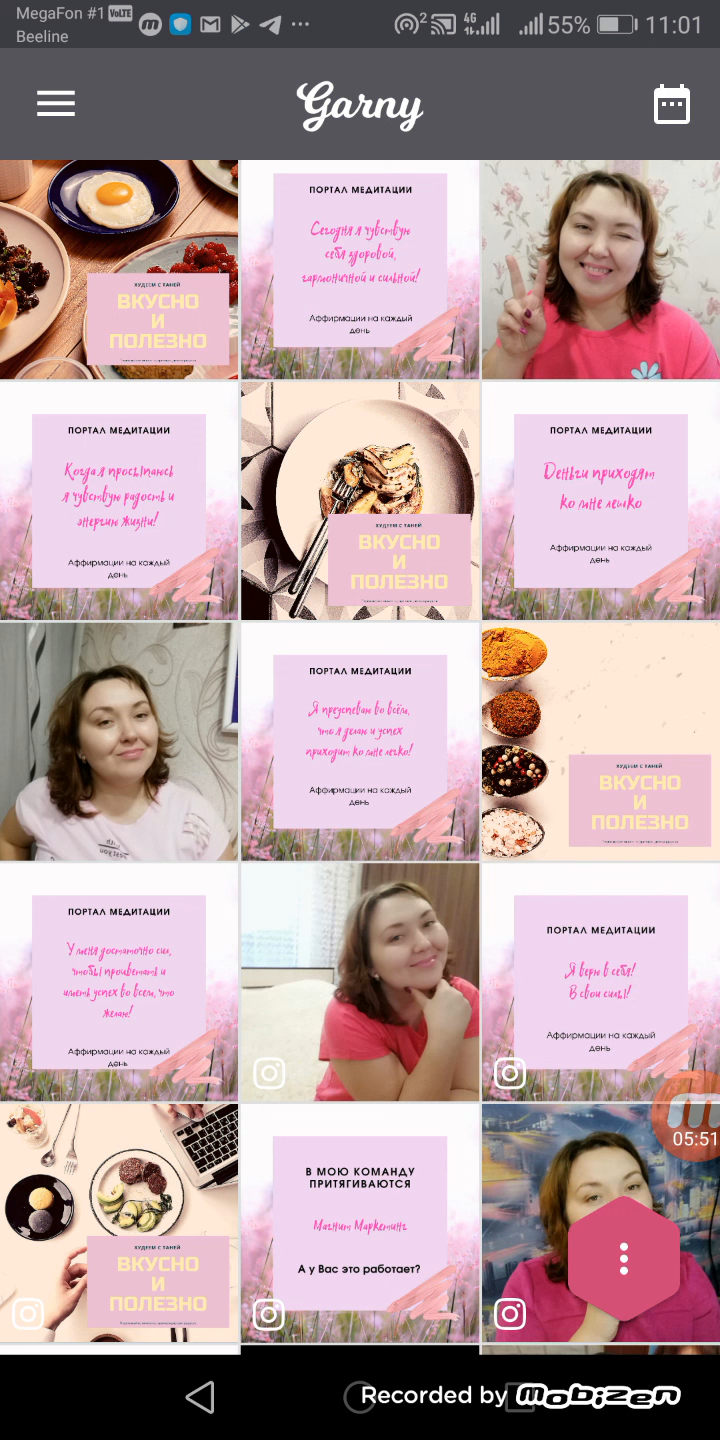 MegaFon #1 VoLTE
Beeline
2
4G
55%
11:01
Garny
ХУДЕЕМ С ТАНЕЙ
ВКУСНО
И
ПОЛЕЗНО
ПОРТАЛ МЕДИТАЦИИ
Сегодня я чувствую
себя здоровой,
гармоничной и сильной!
Аффирмации на каждый
день
ПОРТАЛ МЕДИТАЦИИ
Когда я просыпаюсь
я чувствую радость и
энергию жизни!
Аффирмации на каждый
день
ХУДЕЕМ С ТАНЕЙ
ВКУСНО
И
ПОЛЕЗНО
ПОРТАЛ МЕДИТАЦИИ
Деньги приходят
ко мне легко
Аффирмации на каждый
день
ПОРТАЛ МЕДИТАЦИИ
Я преуспеваю во всём,
что я делаю и успех
приходит ко мне легко!
Аффирмации на каждый
день
ХУДЕЕМ С ТАНЕЙ
ВКУСНО
И
ПОЛЕЗНО
ПОРТАЛ МЕДИТАЦИИ
У меня достаточно сил,
чтобы процветать и
иметь успех во всем, что
желаю!
Аффирмации на каждый
день
ПОРТАЛ МЕДИТАЦИИ
Я верю в себя!
В свои силы!
Аффирмации на каждый
день
05:51
ХУДЕЕМ С ТАНЕЙ
ВКУСНО
И
ПОЛЕЗНО
В МОЮ КОМАНДУ
ПРИТЯГИВАЮТСЯ
Магнит Маркетинг
А у Вас это работает?
Recorded by mobizen